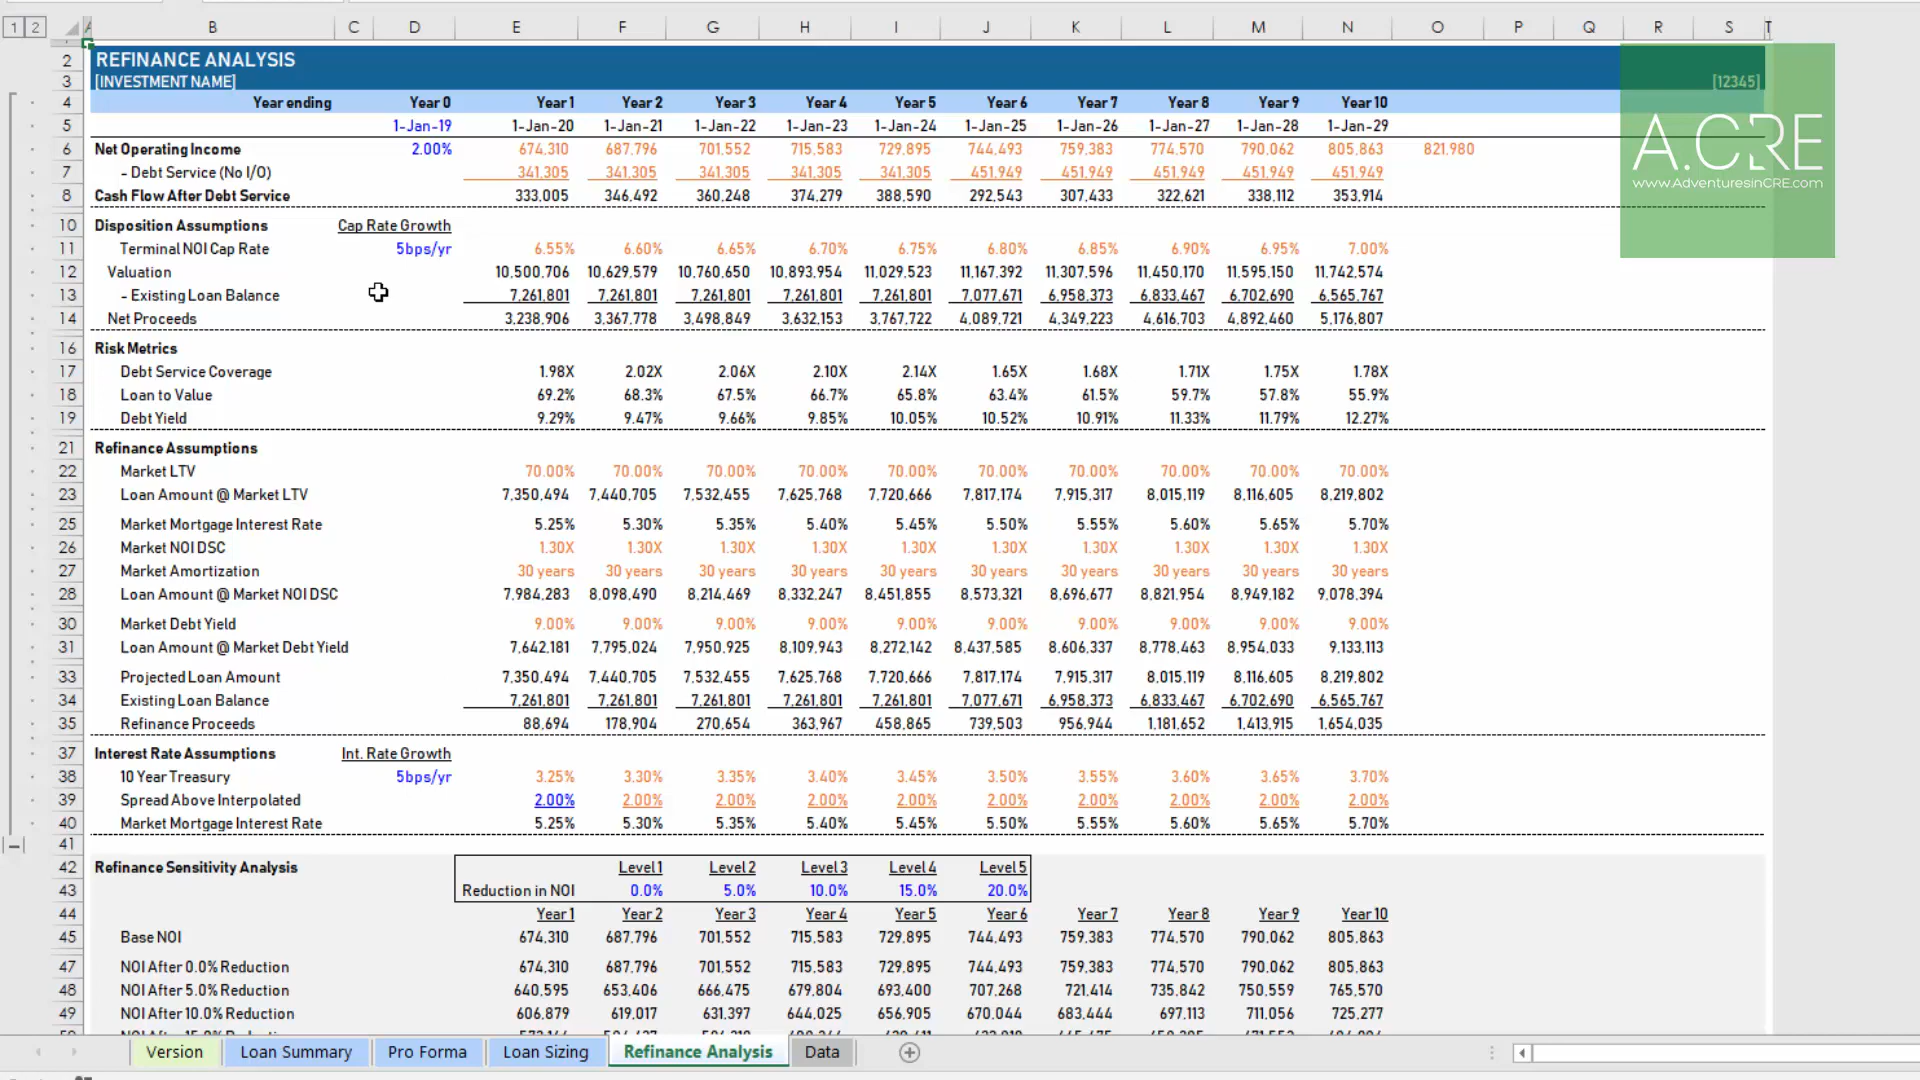 1 2 A B C D E F G H I J K L M N O P Q R S T
2 REFINANCE ANALYSIS
3 [INVESTMENT NAME] [12345]
4 Year ending Year 0 Year 1 Year 2 Year 3 Year 4 Year 5 Year 6 Year 7 Year 8 Year 9 Year 10
5 1-Jan-19 1-Jan-20 1-Jan-21 1-Jan-22 1-Jan-23 1-Jan-24 1-Jan-25 1-Jan-26 1-Jan-27 1-Jan-28 1-Jan-29
A.CRE
www.AdventuresinCRE.com
6 Net Operating Income 2.00% 674,310 687,796 701,552 715,583 729,895 744,493 759,383 774,570 790,062 805,863 821,980
7 - Debt Service (No I/O) 341,305 341,305 341,305 341,305 341,305 451,949 451,949 451,949 451,949 451,949
8 Cash Flow After Debt Service 333,005 346,492 360,248 374,279 388,590 292,543 307,433 322,621 338,112 353,914
10 Disposition Assumptions Cap Rate Growth
11 Terminal NOI Cap Rate 5bps/yr 6.55% 6.60% 6.65% 6.70% 6.75% 6.80% 6.85% 6.90% 6.95% 7.00%
12 Valuation 10,500,706 10,629,579 10,760,650 10,893,954 11,029,523 11,167,392 11,307,596 11,450,170 11,595,150 11,742,574
13 - Existing Loan Balance 7,261,801 7,261,801 7,261,801 7,261,801 7,261,801 7,077,671 6,958,373 6,833,467 6,702,690 6,565,767
14 Net Proceeds 3,238,906 3,367,778 3,498,849 3,632,153 3,767,722 4,089,721 4,349,223 4,616,703 4,892,460 5,176,807
16 Risk Metrics
17 Debt Service Coverage 1.98X 2.02X 2.06X 2.10X 2.14X 1.65X 1.68X 1.71X 1.75X 1.78X
18 Loan to Value 69.2% 68.3% 67.5% 66.7% 65.8% 63.4% 61.5% 59.7% 57.8% 55.9%
19 Debt Yield 9.29% 9.47% 9.66% 9.85% 10.05% 10.52% 10.91% 11.33% 11.79% 12.27%
21 Refinance Assumptions
22 Market LTV 70.00% 70.00% 70.00% 70.00% 70.00% 70.00% 70.00% 70.00% 70.00% 70.00%
23 Loan Amount @ Market LTV 7,350,494 7,440,705 7,532,455 7,625,768 7,720,666 7,817,174 7,915,317 8,015,119 8,116,605 8,219,802
25 Market Mortgage Interest Rate 5.25% 5.30% 5.35% 5.40% 5.45% 5.50% 5.55% 5.60% 5.65% 5.70%
26 Market NOI DSC 1.30X 1.30X 1.30X 1.30X 1.30X 1.30X 1.30X 1.30X 1.30X 1.30X
27 Market Amortization 30 years 30 years 30 years 30 years 30 years 30 years 30 years 30 years 30 years 30 years
28 Loan Amount @ Market NOI DSC 7,984,283 8,098,490 8,214,469 8,332,247 8,451,855 8,573,321 8,696,677 8,821,954 8,949,182 9,078,394
30 Market Debt Yield 9.00% 9.00% 9.00% 9.00% 9.00% 9.00% 9.00% 9.00% 9.00% 9.00%
31 Loan Amount @ Market Debt Yield 7,642,181 7,795,024 7,950,925 8,109,943 8,272,142 8,437,585 8,606,337 8,778,463 8,954,033 9,133,113
33 Projected Loan Amount 7,350,494 7,440,705 7,532,455 7,625,768 7,720,666 7,817,174 7,915,317 8,015,119 8,116,605 8,219,802
34 Existing Loan Balance 7,261,801 7,261,801 7,261,801 7,261,801 7,261,801 7,077,671 6,958,373 6,833,467 6,702,690 6,565,767
35 Refinance Proceeds 88,694 178,904 270,654 363,967 458,865 739,503 956,944 1,181,652 1,413,915 1,654,035
37 Interest Rate Assumptions Int. Rate Growth
38 10 Year Treasury 5bps/yr 3.25% 3.30% 3.35% 3.40% 3.45% 3.50% 3.55% 3.60% 3.65% 3.70%
39 Spread Above Interpolated 2.00% 2.00% 2.00% 2.00% 2.00% 2.00% 2.00% 2.00% 2.00% 2.00%
40 Market Mortgage Interest Rate 5.25% 5.30% 5.35% 5.40% 5.45% 5.50% 5.55% 5.60% 5.65% 5.70%
41
42 Refinance Sensitivity Analysis Level 1 Level 2 Level 3 Level 4 Level 5
43 Reduction in NOI 0.0% 5.0% 10.0% 15.0% 20.0%
44 Year 1 Year 2 Year 3 Year 4 Year 5 Year 6 Year 7 Year 8 Year 9 Year 10
45 Base NOI 674,310 687,796 701,552 715,583 729,895 744,493 759,383 774,570 790,062 805,863
47 NOI After 0.0% Reduction 674,310 687,796 701,552 715,583 729,895 744,493 759,383 774,570 790,062 805,863
48 NOI After 5.0% Reduction 640,595 653,406 666,475 679,804 693,400 707,268 721,414 735,842 750,559 765,570
49 NOI After 10.0% Reduction 606,879 619,017 631,397 644,025 656,905 670,044 683,444 697,113 711,056 725,277
Version Loan Summary Pro Forma Loan Sizing Refinance Analysis Data